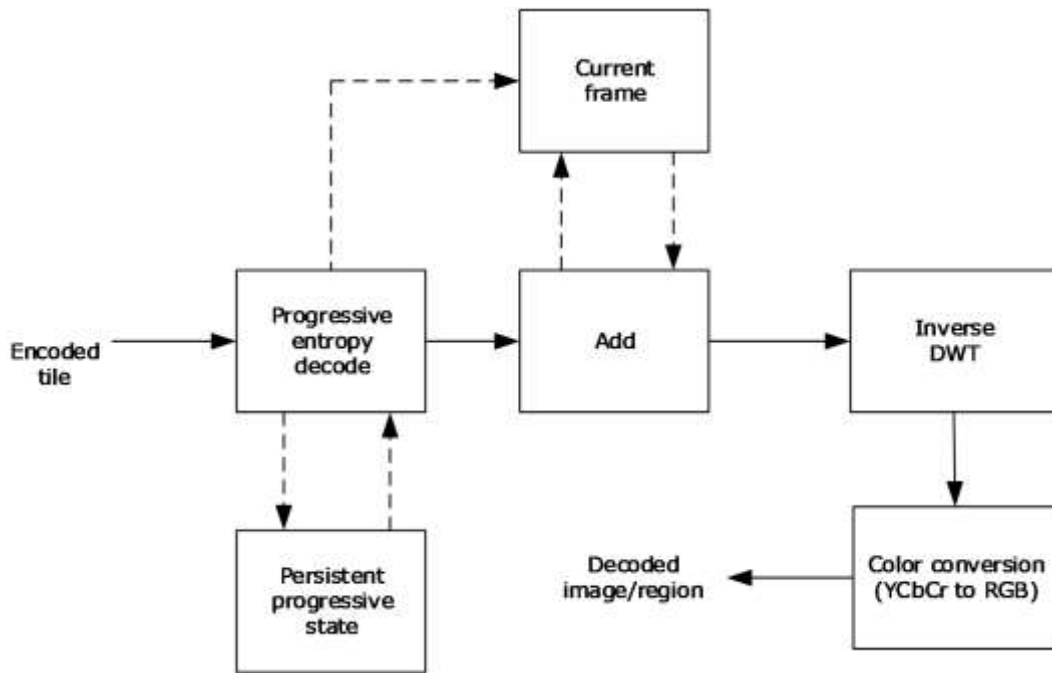 Current
frame
Encoded
tile
Progressive
entropy
decode
Add
Inverse
DWT
Persistent
progressive
state
Decoded
image/region
Color conversion
(YCbCr to RGB)